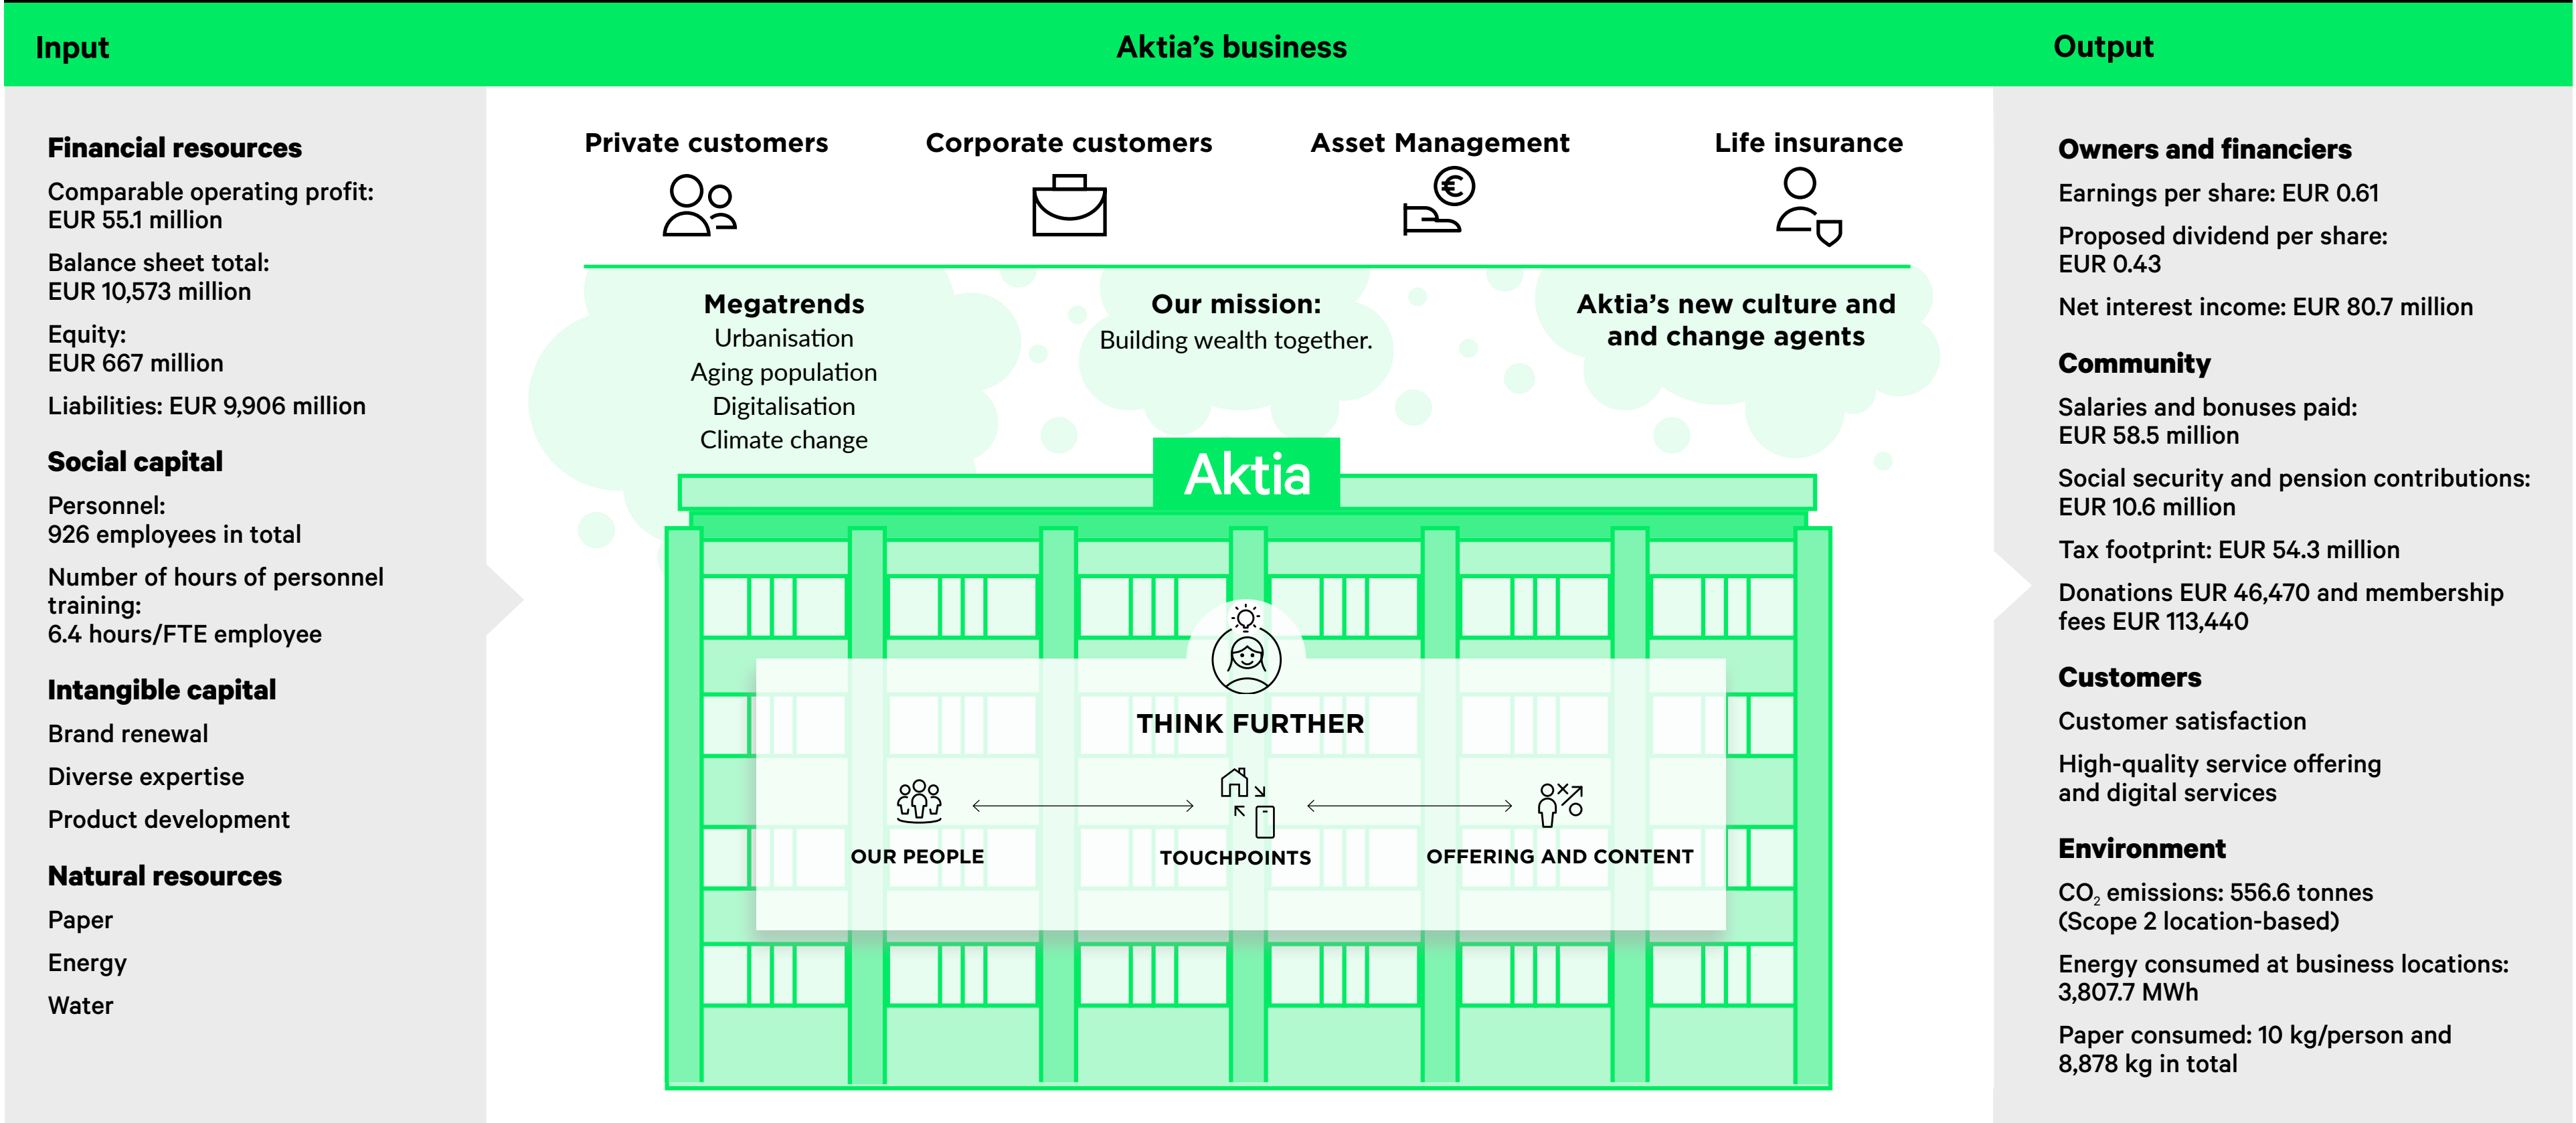 Input
Aktia’s business
Output
Financial resources
Comparable operating profit:
EUR 55.1 million
Balance sheet total:
EUR 10,573 million
Equity:
EUR 667 million
Liabilities: EUR 9,906 million
Social capital
Personnel:
926 employees in total
Number of hours of personnel
training:
6.4 hours/FTE employee
Intangible capital
Brand renewal
Diverse expertise
Product development
Natural resources
Paper
Energy
Water
Private customers
Corporate customers
Asset Management
Life insurance
€
Megatrends
Urbanisation
Aging population
Digitalisation
Climate change
Our mission:
Building wealth together.
Aktia’s new culture and
and change agents
Aktia
THINK FURTHER
OUR PEOPLE
TOUCHPOINTS
OFFERING AND CONTENT
Owners and financiers
Earnings per share: EUR 0.61
Proposed dividend per share:
EUR 0.43
Net interest income: EUR 80.7 million
Community
Salaries and bonuses paid:
EUR 58.5 million
Social security and pension contributions:
EUR 10.6 million
Tax footprint: EUR 54.3 million
Donations EUR 46,470 and membership
fees EUR 113,440
Customers
Customer satisfaction
High-quality service offering
and digital services
Environment
CO₂ emissions: 556.6 tonnes
(Scope 2 location-based)
Energy consumed at business locations:
3,807.7 MWh
Paper consumed: 10 kg/person and
8,878 kg in total